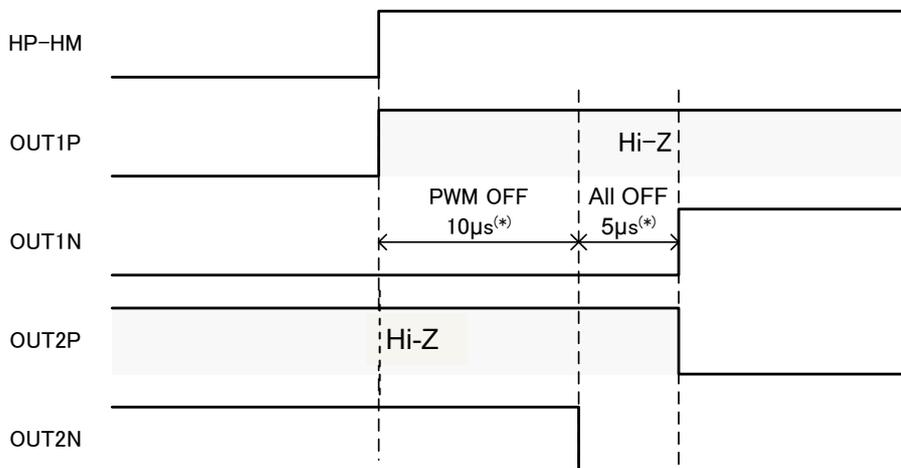 HP-HM
OUT1P
Hi-Z
PWM OFF
10μs(*)
All OFF
5μs(*)
OUT1N
OUT2P
Hi-Z
OUT2N